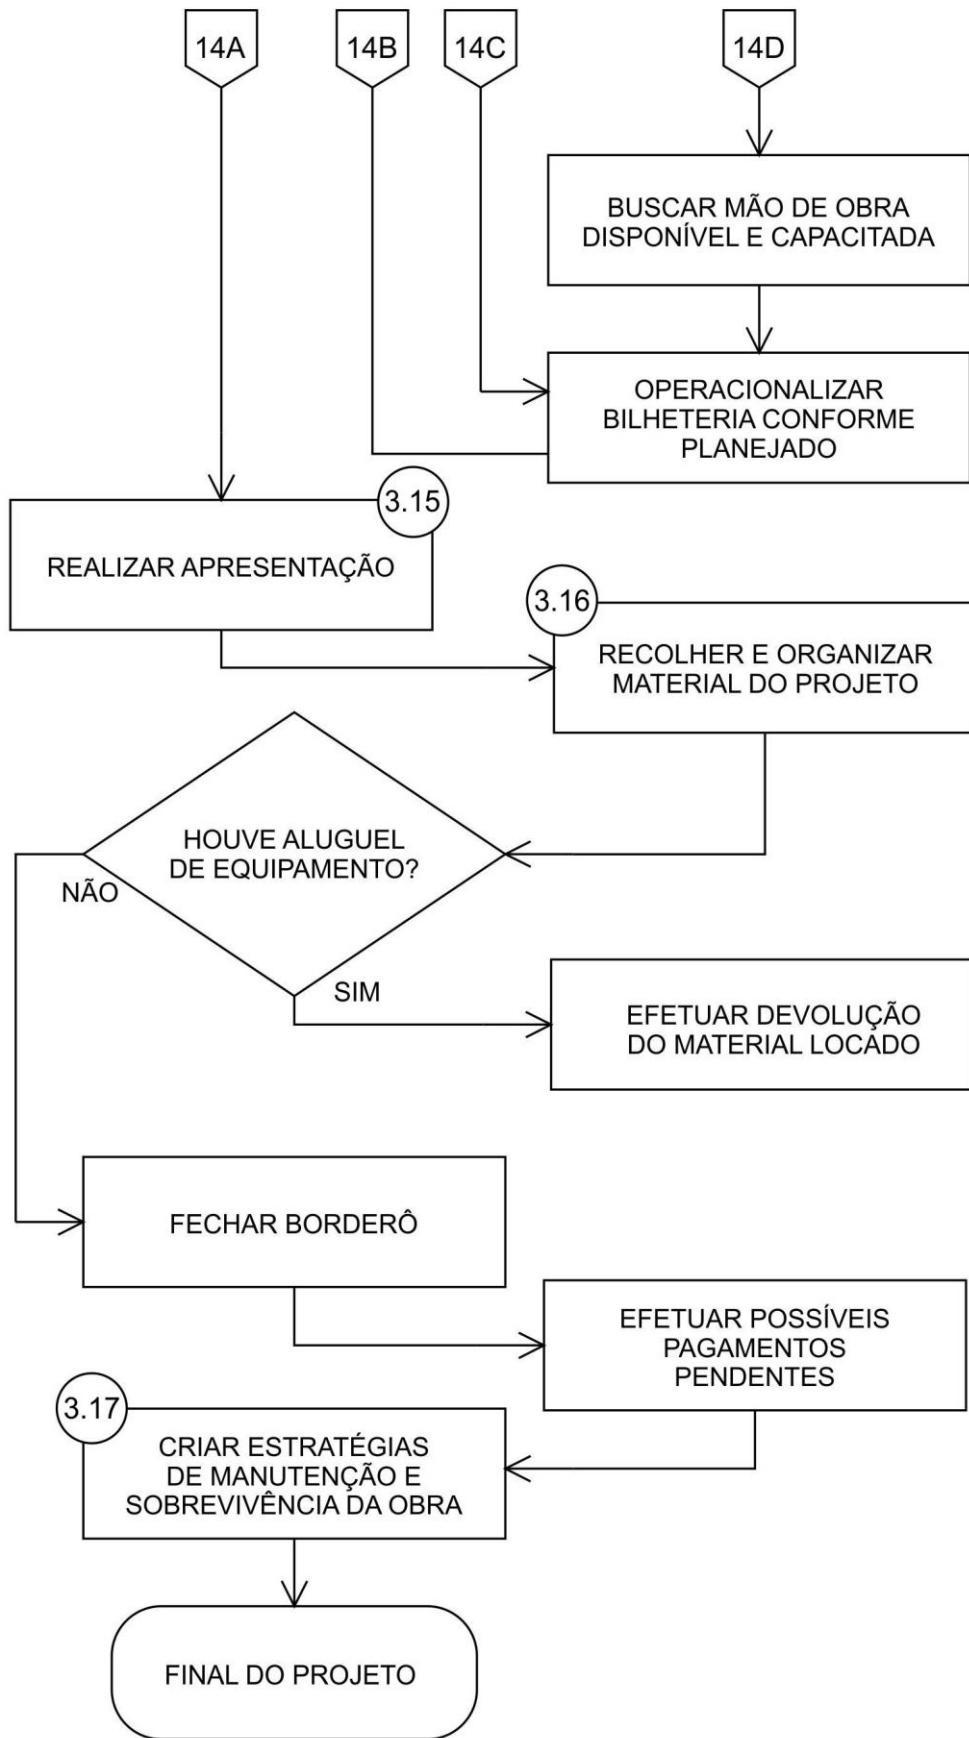 14A
14B
14C
14D
BUSCAR MÃO DE OBRA
DISPONÍVEL E CAPACITADA
OPERACIONALIZAR
BILHETERIA CONFORME
PLANEJADO
3.15
REALIZAR APRESENTAÇÃO
3.16
RECOLHER E ORGANIZAR
MATERIAL DO PROJETO
HOUVE ALUGUEL
DE EQUIPAMENTO?
NÃO
SIM
EFETUAR DEVOLUÇÃO
DO MATERIAL LOCADO
FECHAR BORDERÔ
EFETUAR POSSÍVEIS
PAGAMENTOS
PENDENTES
3.17
CRIAR ESTRATÉGIAS
DE MANUTENÇÃO E
SOBREVIVÊNCIA DA OBRA
FINAL DO PROJETO